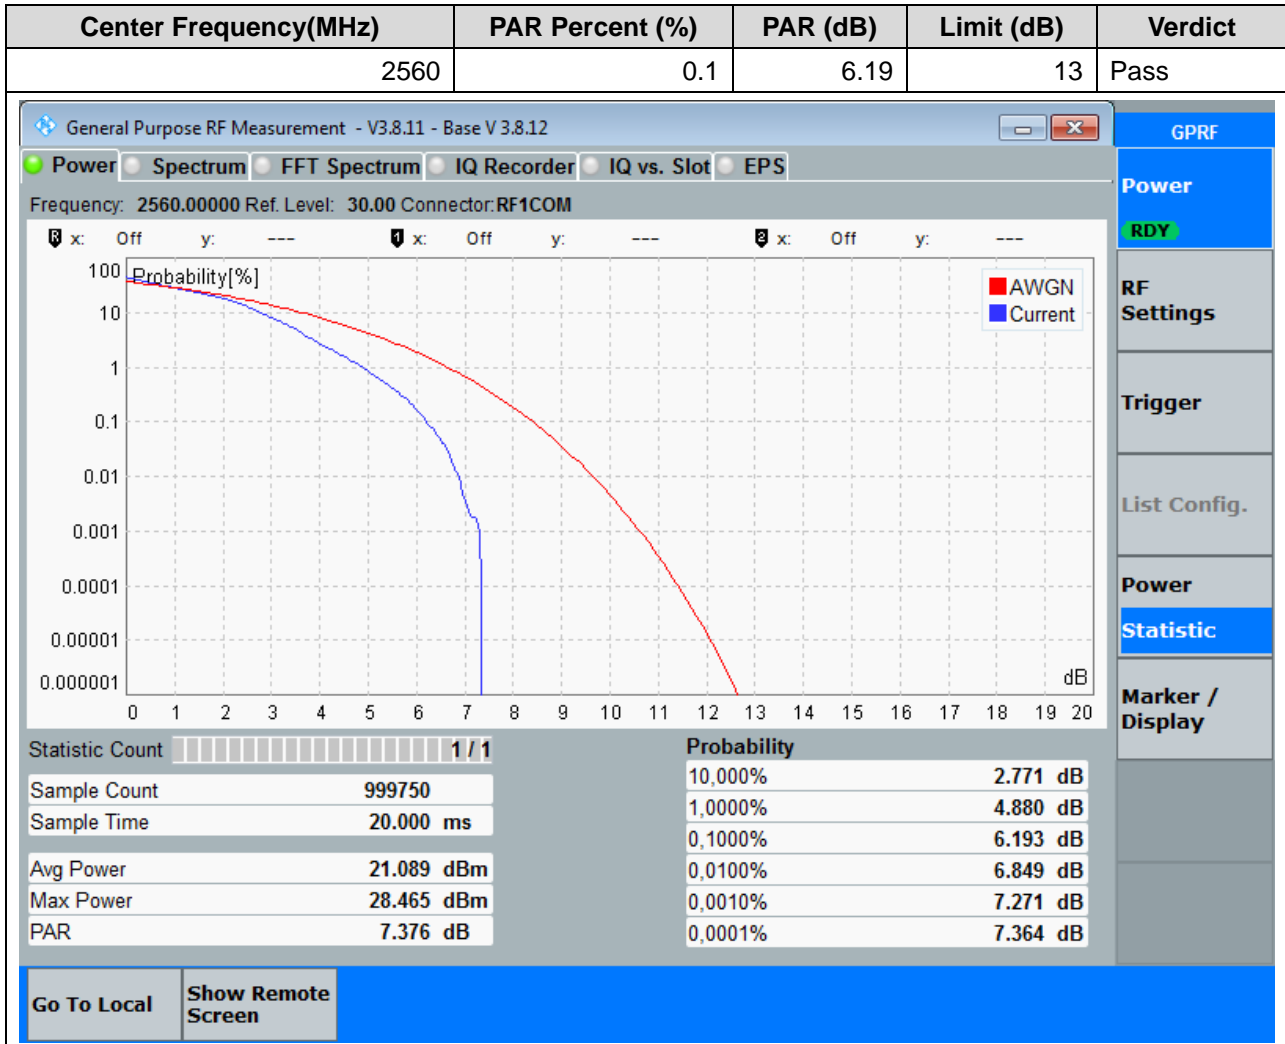 Center Frequency(MHz) PAR Percent (%) PAR (dB) Limit (dB) Verdict
2560 0.1 6.19 13 Pass
General Purpose RF Measurement - V3.8.11 - Base V 3.8.12
GPRF
Power Spectrum FFT Spectrum IQ Recorder IQ vs. Slot EPS
Frequency: 2560.00000 Ref. Level: 30.00 Connector: RF1COM
R x: Off y: --- 1 x: Off y: --- 2 x: Off y: ---
Probability[%]
AWGN
Current
100
10
1
0.1
0.01
0.001
0.0001
0.00001
0.000001
dB
0 1 2 3 4 5 6 7 8 9 10 11 12 13 14 15 16 17 18 19 20
Statistic Count 1 / 1
Sample Count 999750
Sample Time 20.000 ms
Avg Power 21.089 dBm
Max Power 28.465 dBm
PAR 7.376 dB
Probability
10,000% 2.771 dB
1,0000% 4.880 dB
0,1000% 6.193 dB
0,0100% 6.849 dB
0,0010% 7.271 dB
0,0001% 7.364 dB
Power
RDY
RF
Settings
Trigger
List Config.
Power
Statistic
Marker /
Display
Go To Local
Show Remote
Screen